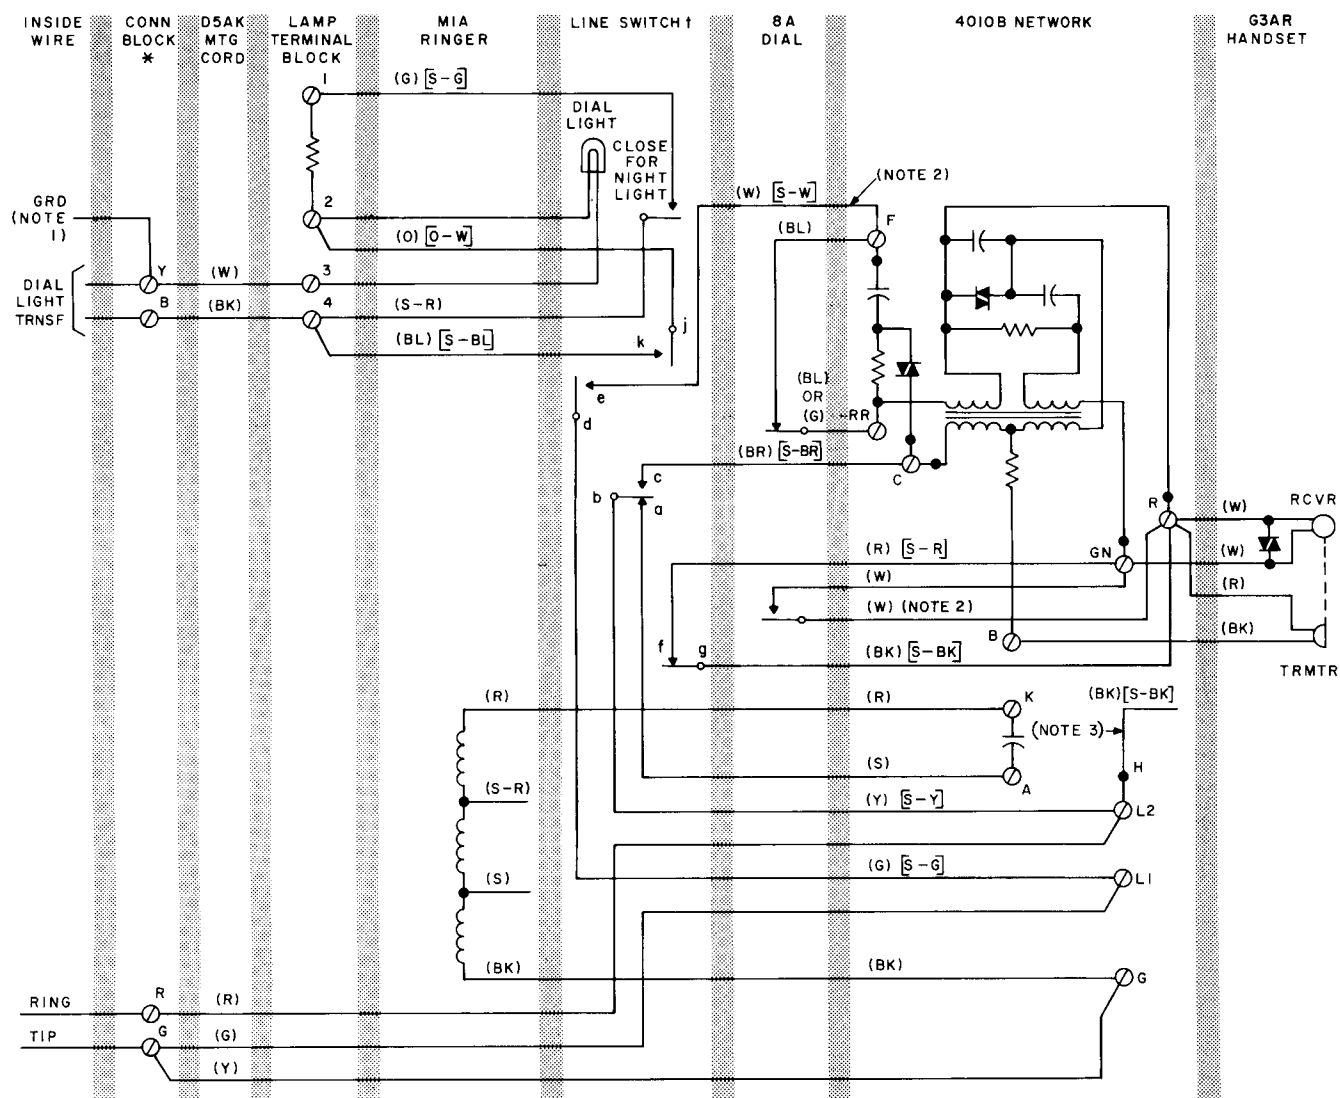 INSIDE WIRE
CONN BLOCK *
D5AK MTG CORD
LAMP TERMINAL BLOCK
M1A RINGER
LINE SWITCH †
8A DIAL
4010B NETWORK
G3AR HANDSET
1
(G) [S-G]
DIAL LIGHT
CLOSE FOR NIGHT LIGHT
GRD (NOTE 1)
2
(O) [O-W]
(W) [S-W]
(NOTE 2)
F
(BL)
Y
(W)
3
DIAL LIGHT TRNSF
B
(BK)
4
(S-R)
j
(BL) [S-BL]
k
e
d
(BL) OR (G)
RR
(BR) [S-BR]
C
c
b
a
R
(W)
RCVR
(R) [S-R]
GN
(W)
(W)
(R)
(W) (NOTE 2)
B
(BK)
f
g
(BK) [S-BK]
TRMTR
(R)
(R)
K
(BK) [S-BK]
(NOTE 3)
(S)
A
H
(S-R)
(Y) [S-Y]
L2
(S)
(G) [S-G]
L1
(BK)
(BK)
G
RING
R
(R)
TIP
G
(G)
(Y)